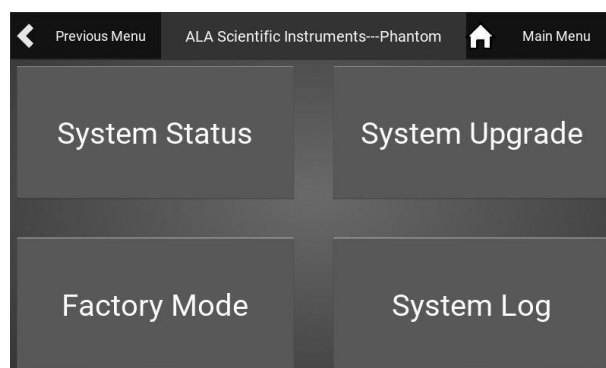 Previous Menu ALA Scientific Instruments---Phantom Main Menu
System Status System Upgrade
Factory Mode System Log